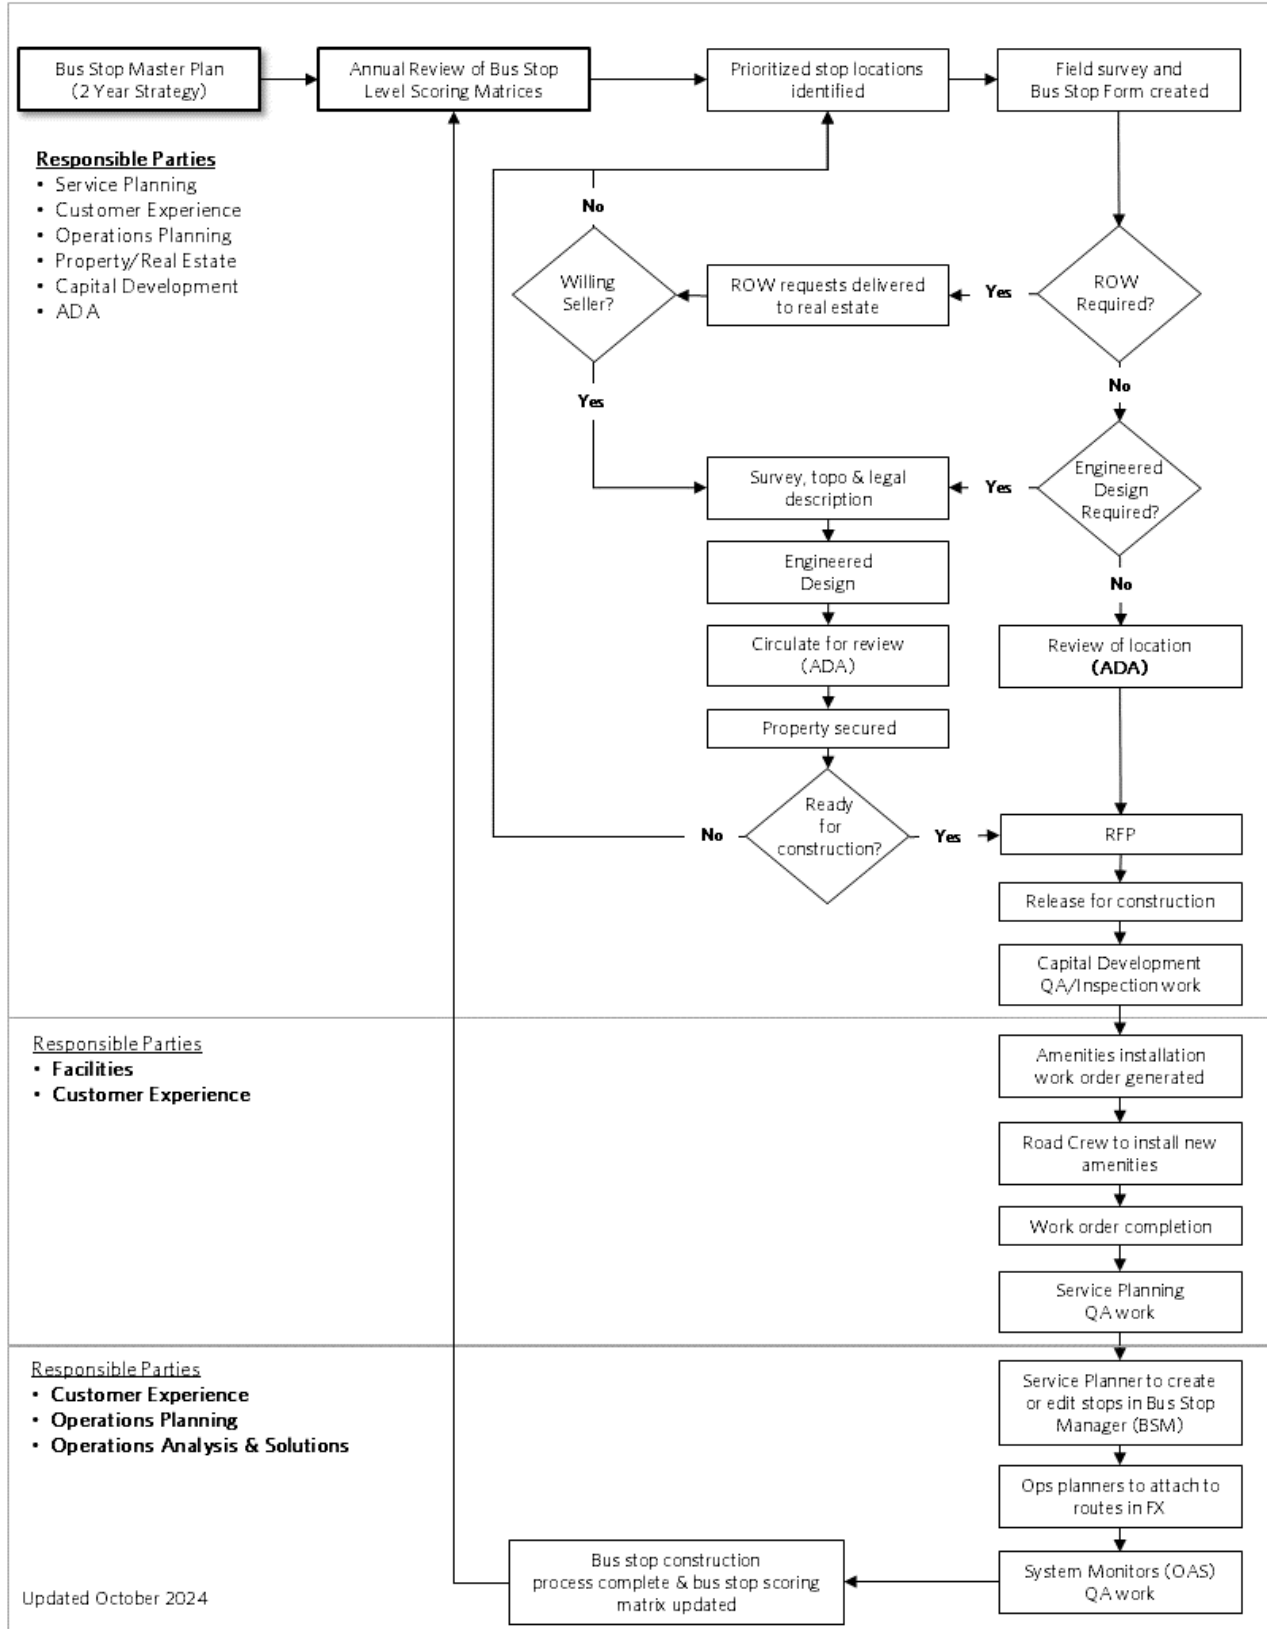 Bus Stop Master Plan
(2 Year Strategy)
Annual Review of Bus Stop
Level Scoring Matrices
Prioritized stop locations
identified
Field survey and
Bus Stop Form created
Responsible Parties
• Service Planning
• Customer Experience
• Operations Planning
• Property/Real Estate
• Capital Development
• ADA
No
Willing
Seller?
ROW requests delivered
to real estate
Yes
ROW
Required?
Yes
No
Survey, topo & legal
description
Yes
Engineered
Design
Required?
Engineered
Design
No
Circulate for review
(ADA)
Review of location
(ADA)
Property secured
Ready
for
construction?
No
Yes
RFP
Release for construction
Capital Development
QA/Inspection work
Responsible Parties
• Facilities
• Customer Experience
Amenities installation
work order generated
Road Crew to install new
amenities
Work order completion
Service Planning
QA work
Responsible Parties
• Customer Experience
• Operations Planning
• Operations Analysis & Solutions
Service Planner to create
or edit stops in Bus Stop
Manager (BSM)
Ops planners to attach to
routes in FX
System Monitors (OAS)
QA work
Bus stop construction
process complete & bus stop scoring
matrix updated
Updated October 2024